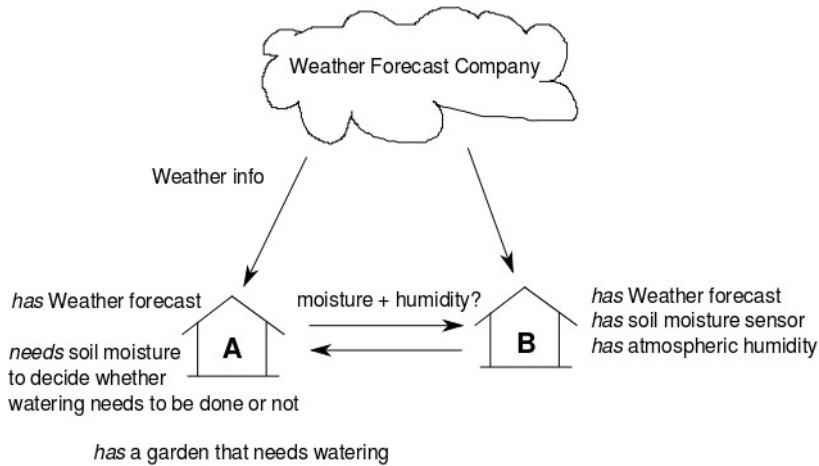 Weather Forecast Company
Weather info
has Weather forecast
moisture + humidity?
has Weather forecast
has soil moisture sensor
has atmospheric humidity
A
B
needs soil moisture
to decide whether
watering needs to be done or not
has a garden that needs watering